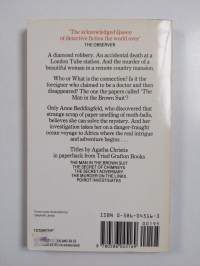 'The acknowledged Queen
of detective fiction the world over'
THE OBSERVER
A diamond robbery. An accidental death at a
London Tube station. And the murder of a
beautiful woman in a remote country mansion.
Who or What is the connection? Is it the
foreigner who claimed to be a doctor and then
disappeared? The one the papers called 'The
Man in the Brown Suit'?
Only Anne Beddingfeld, who discovered that
strange scrap of paper smelling of moth-balls,
believes she can solve the mystery. And her
investigation takes her on a danger-fraught
ocean voyage to Africa where the real intrigue
and adventure begins ...
Titles by Agatha Christie
in paperback from Triad Grafton Books
THE MAN IN THE BROWN SUIT
THE SECRET OF CHIMNEYS
THE SECRET ADVERSARY
THE MURDER ON THE LINKS
POIROT INVESTIGATES
ISBN 0-586-04516-3
00195